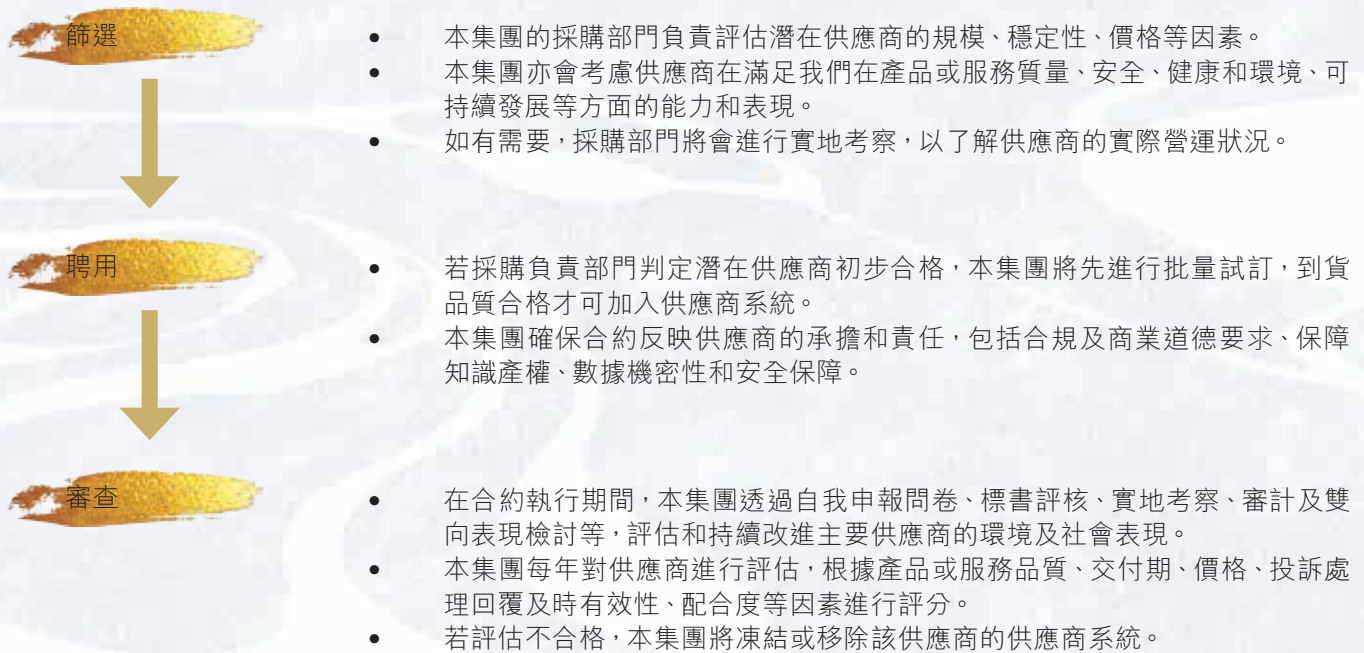 篩選
• 本集團的採購部門負責評估潛在供應商的規模、穩定性、價格等因素。
• 本集團亦會考慮供應商在滿足我們在產品或服務質量、安全、健康和環境、可
持續發展等方面的能力和表現。
• 如有需要,採購部門將會進行實地考察,以了解供應商的實際營運狀況。
聘用
• 若採購負責部門判定潛在供應商初步合格,本集團將先進行批量試訂,到貨
品質合格才可加入供應商系統。
• 本集團確保合約反映供應商的承擔和責任,包括合規及商業道德要求、保障
知識產權、數據機密性和安全保障。
審查
• 在合約執行期間,本集團透過自我申報問卷、標書評核、實地考察、審計及雙
向表現檢討等,評估和持續改進主要供應商的環境及社會表現。
• 本集團每年對供應商進行評估,根據產品或服務品質、交付期、價格、投訴處
理回覆及時有效性、配合度等因素進行評分。
• 若評估不合格,本集團將凍結或移除該供應商的供應商系統。